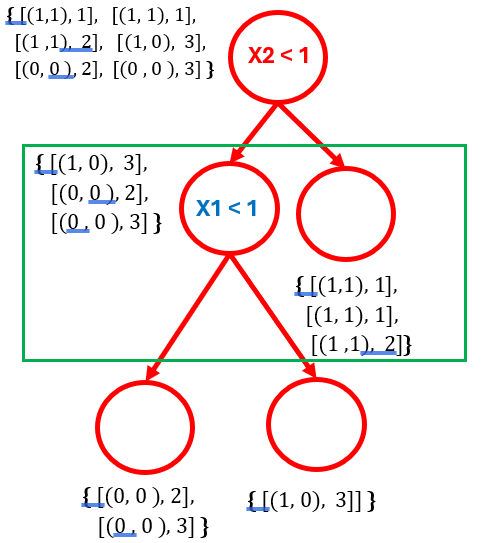 { [(1,1), 1], [(1, 1), 1],
[(1 ,1), 2], [(1, 0), 3],
[(0, 0 ), 2], [(0 , 0 ), 3] }
X2 < 1
{ [(1, 0), 3],
[(0, 0 ), 2],
[(0 , 0 ), 3] }
X1 < 1
{ [(1,1), 1],
[(1, 1), 1],
[(1 ,1), 2]}
{ [(0, 0 ), 2],
[(0 , 0 ), 3] }
{ [(1, 0), 3]] }